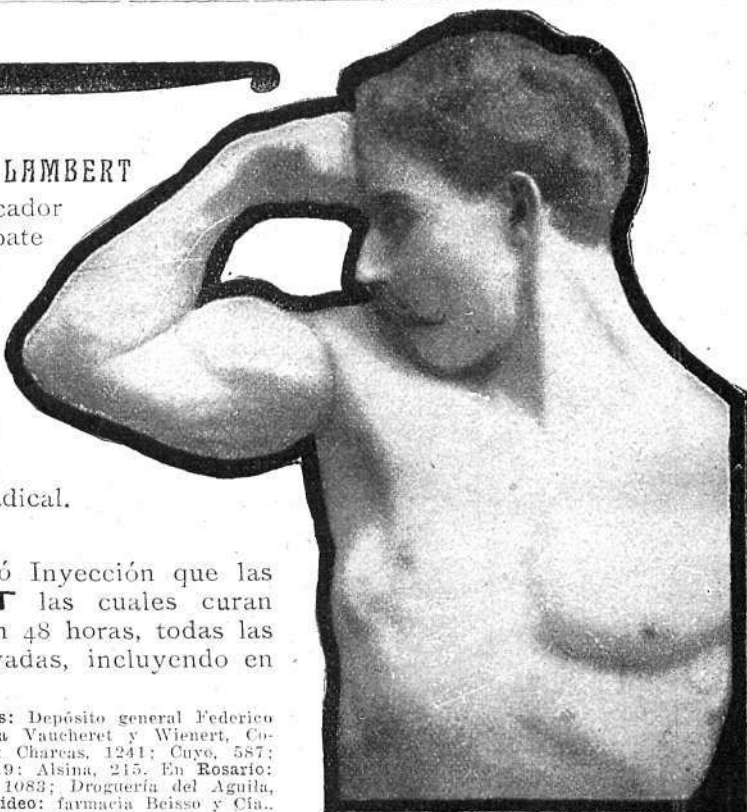 LAMBERT
cador
bate
dical.
ó Inyección que las
las cuales curan
n 48 horas, todas las
vadas, incluyendo en
s: Depósito general Federico
a Vaucheret y Wienert, Co-
: Charcas, 1241; Cuyo, 587;
9: Alsina, 215. En Rosario:
1083; Droguería del Aguila,
ideo: farmacia Beisso y Cía..